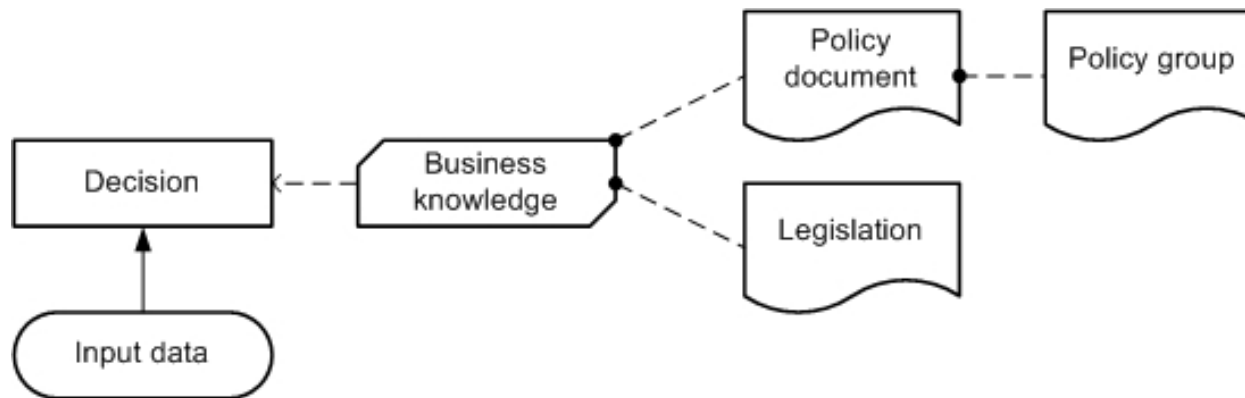 Policy
document
Policy group
Decision
Business
knowledge
Legislation
Input data